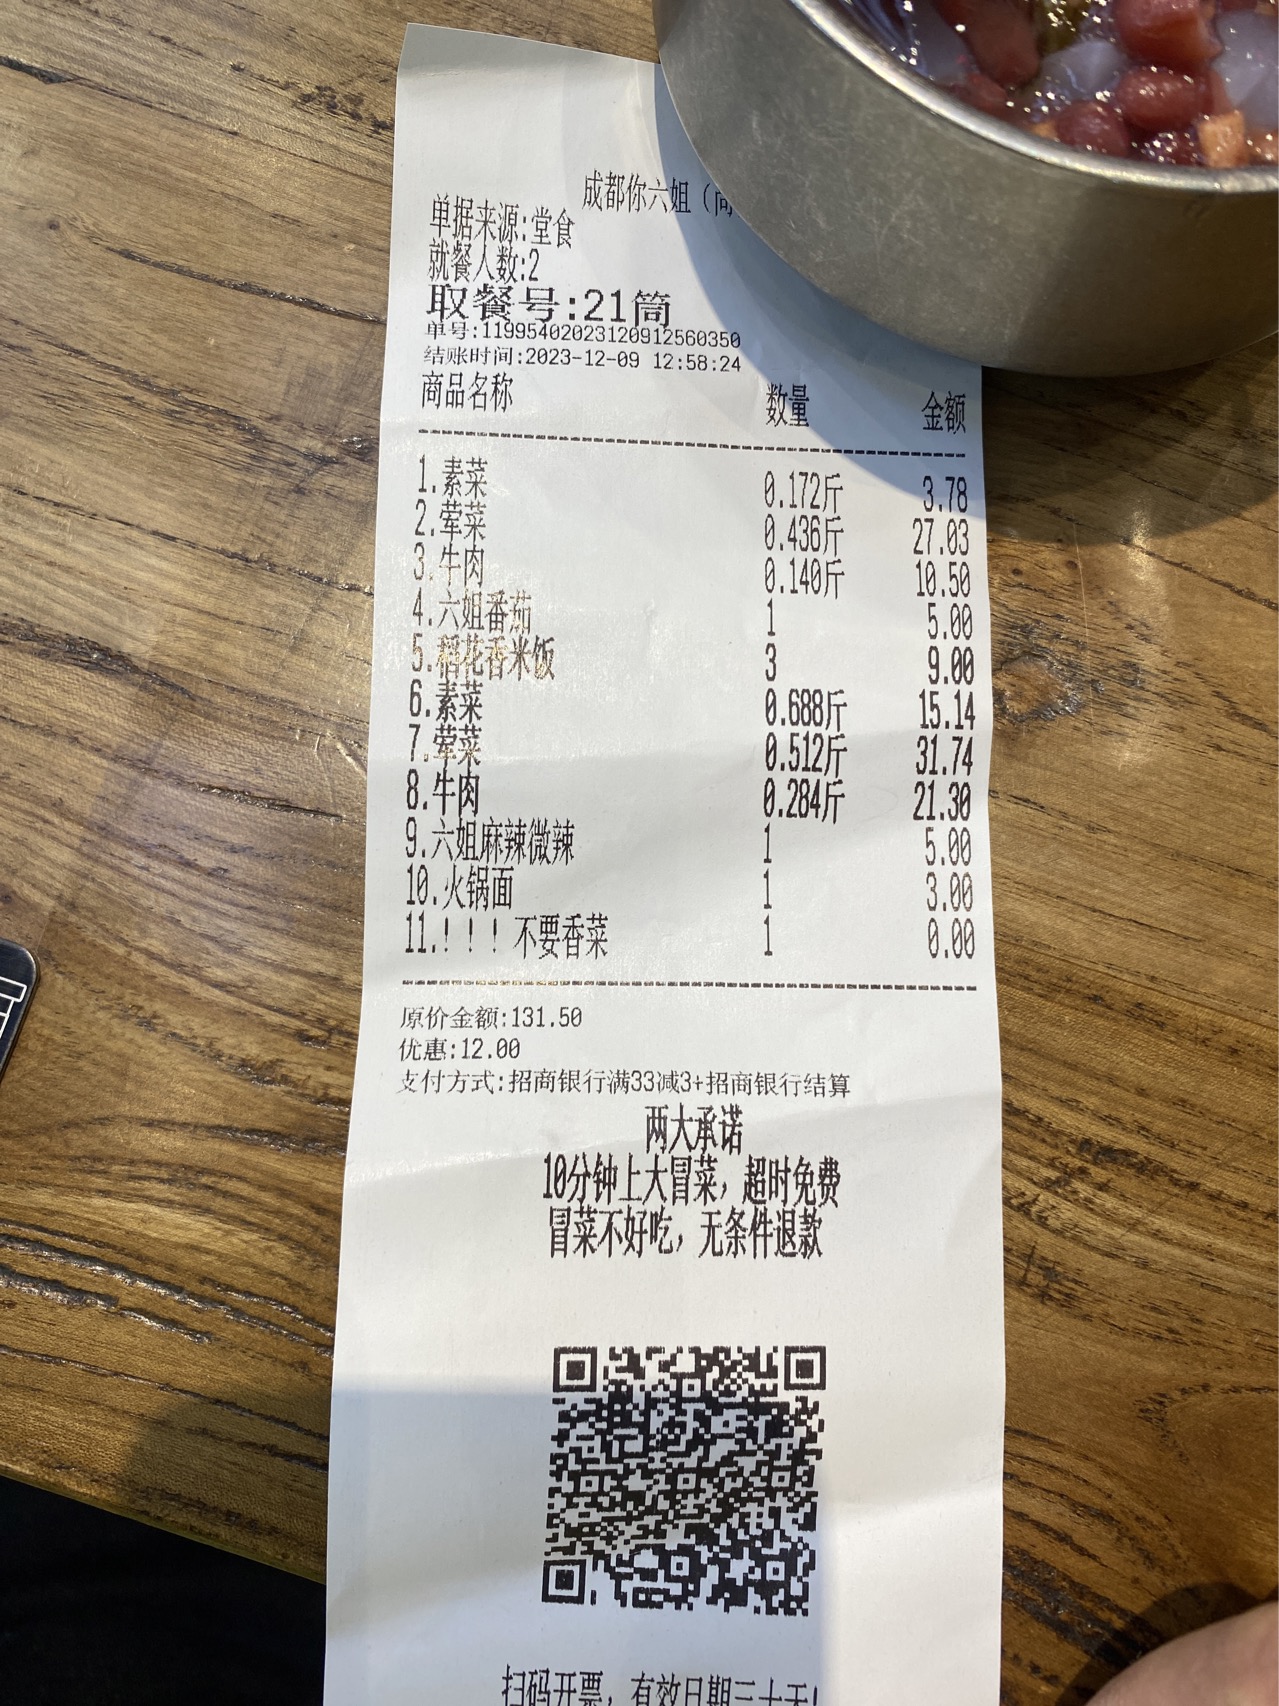 成都你六姐（向
单据来源:堂食
就餐人数:2
取餐号:21筒
单号:11995402023120912560350
结账时间:2023-12-09 12:58:24
商品名称 数量 金额
1.素菜 0.172斤 3.78
2.荤菜 0.436斤 27.03
3.牛肉 0.140斤 10.50
4.六姐番茄 1 5.00
5.稻花香米饭 3 9.00
6.素菜 0.688斤 15.14
7.荤菜 0.512斤 31.74
8.牛肉 0.284斤 21.30
9.六姐麻辣微辣 1 5.00
10.火锅面 1 3.00
11.！！！不要香菜 1 0.00
原价金额:131.50
优惠:12.00
支付方式:招商银行满33减3+招商银行结算
两大承诺
10分钟上大冒菜，超时免费
冒菜不好吃，无条件退款
扫码开票，有效日期三十天！